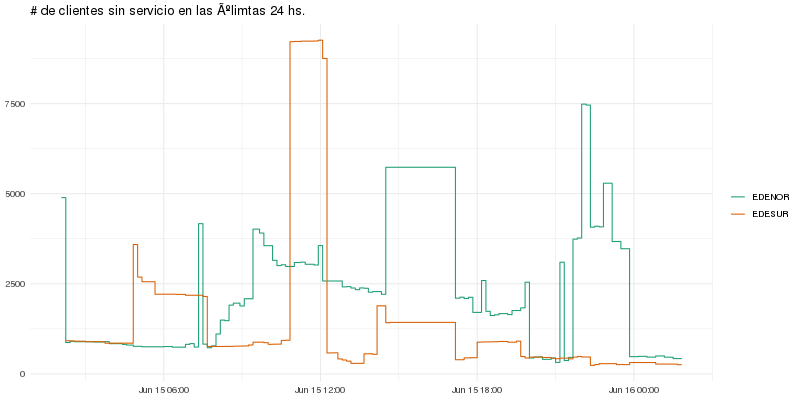 # de clientes sin servicio en las Ãºlimtas 24 hs.
7500
5000
2500
0
Jun 15 06:00
Jun 15 12:00
Jun 15 18:00
Jun 16 00:00
EDENOR
EDESUR